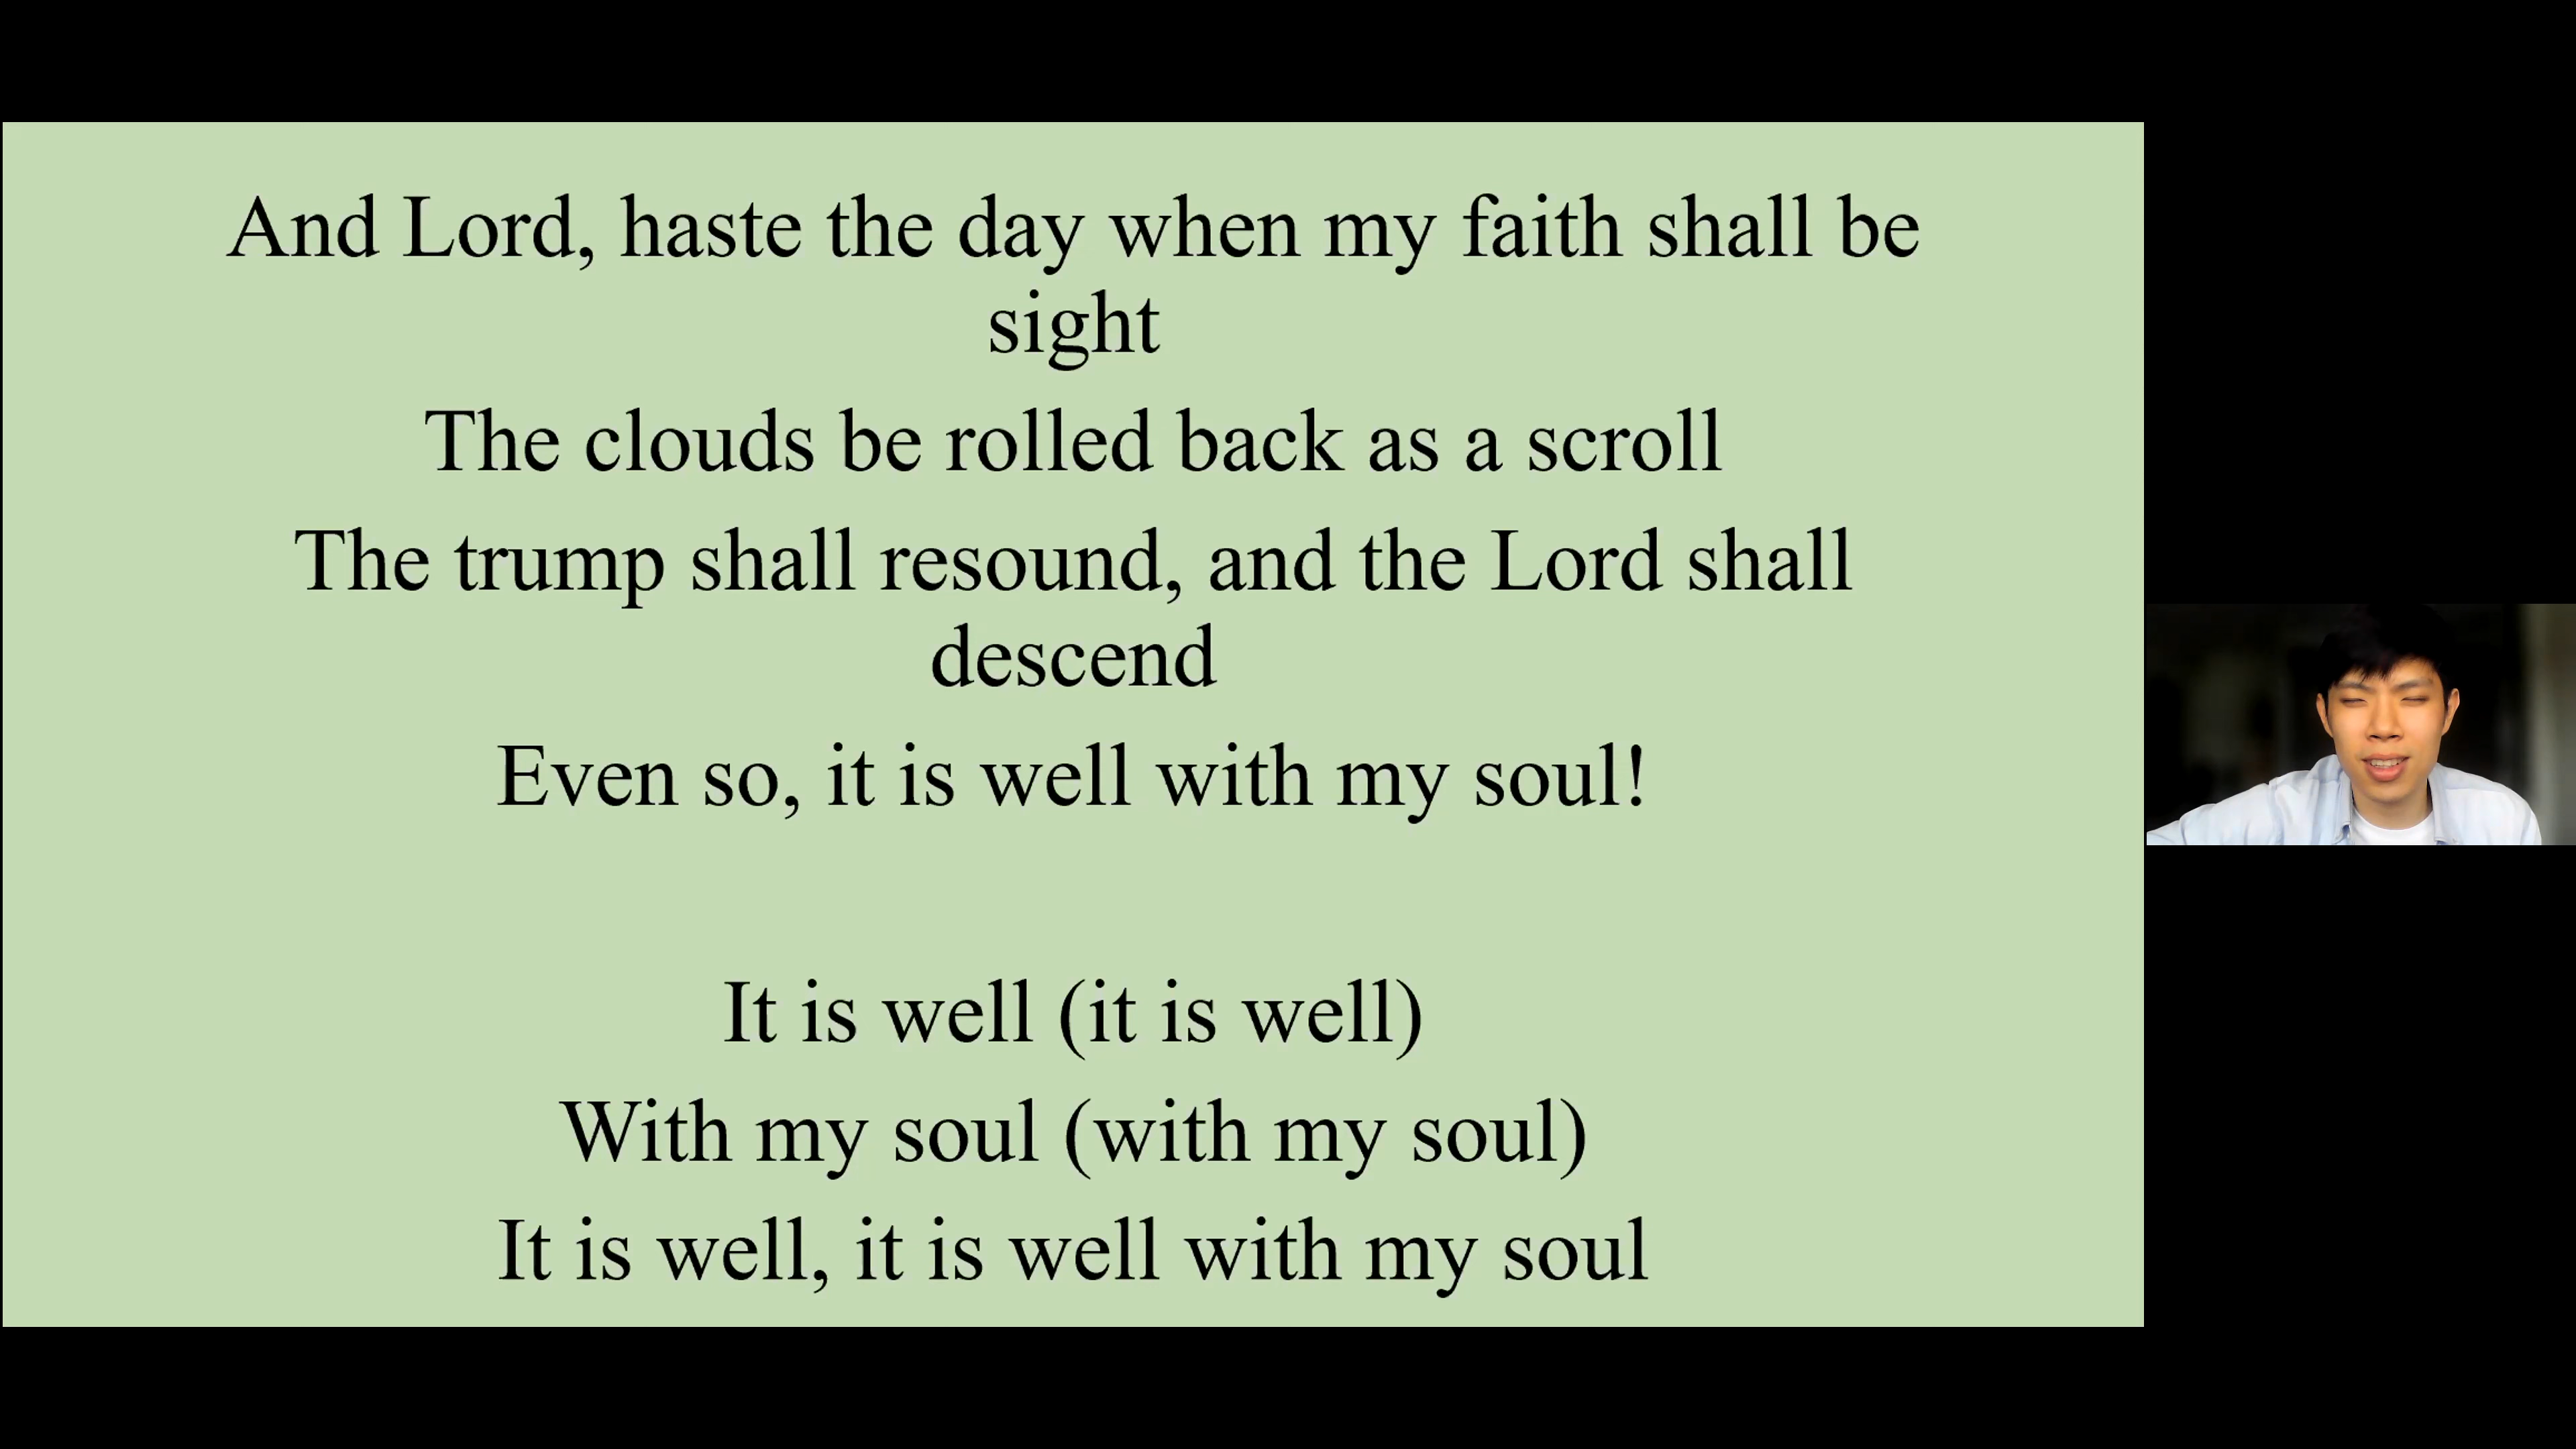 And Lord, haste the day when my faith shall be
sight
The clouds be rolled back as a scroll
The trump shall resound, and the Lord shall
descend
Even so, it is well with my soul!
It is well (it is well)
With my soul (with my soul)
It is well, it is well with my soul